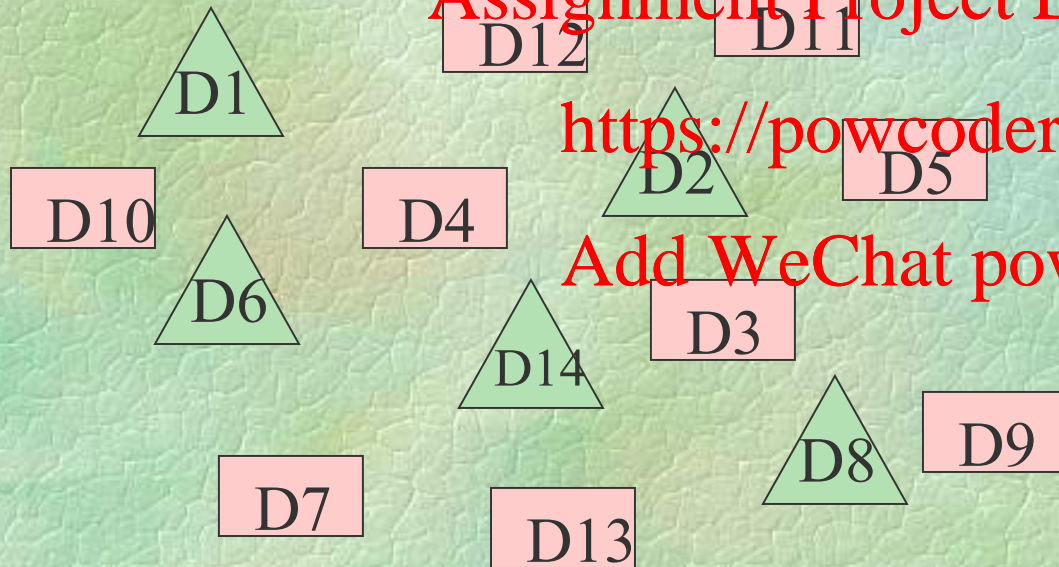 Assignment Project
D12 D11
D1
https://powcoder
D2 D5
D10 D4
Add WeChat pow
D6
D14 D3
D8 D9
D7
D13